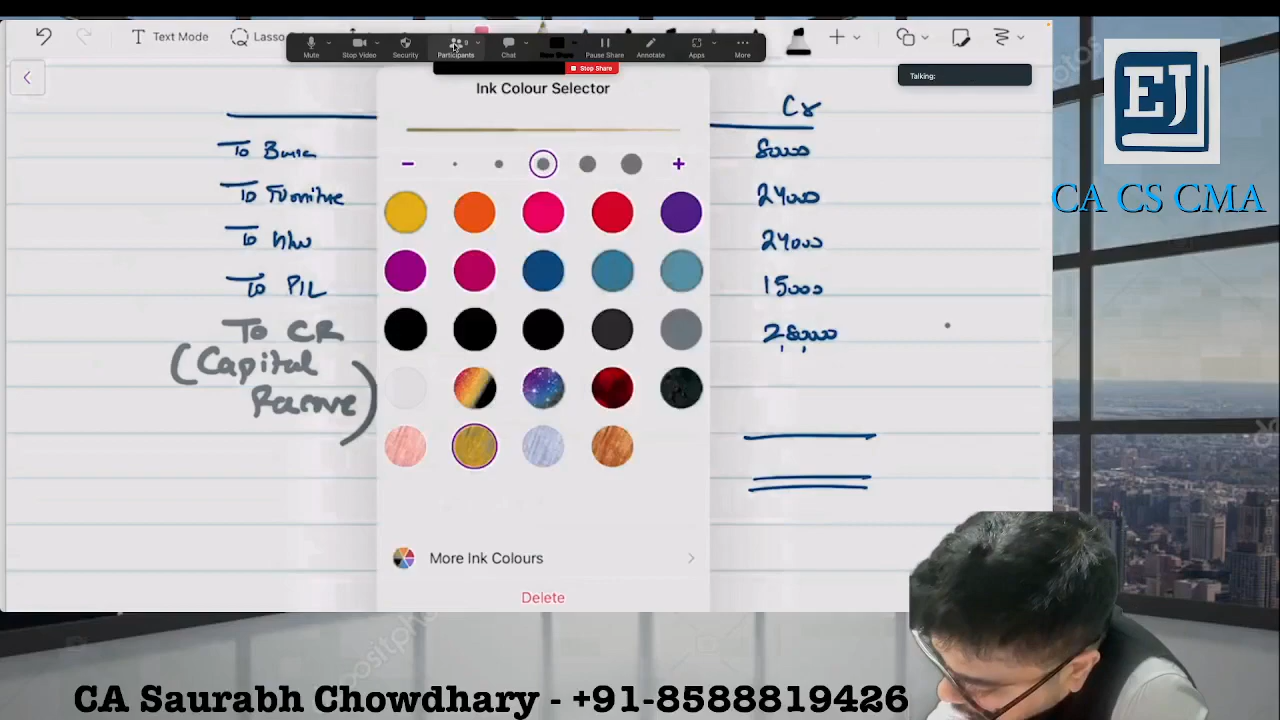 Text Mode
Lasso
Mute
Stop Video
Security
Participants
9
Chat
New Share
Pause Share
Annotate
Apps
More
Stop Share
Talking:
Ink Colour Selector
Cr
EJ
CA CS CMA
To
8000
To Furniture
24000
To
24000
To P/L
15000
To CR
28000
(Capital
Reserve)
More Ink Colours
Delete
CA Saurabh Chowdhary - +91-8588819426